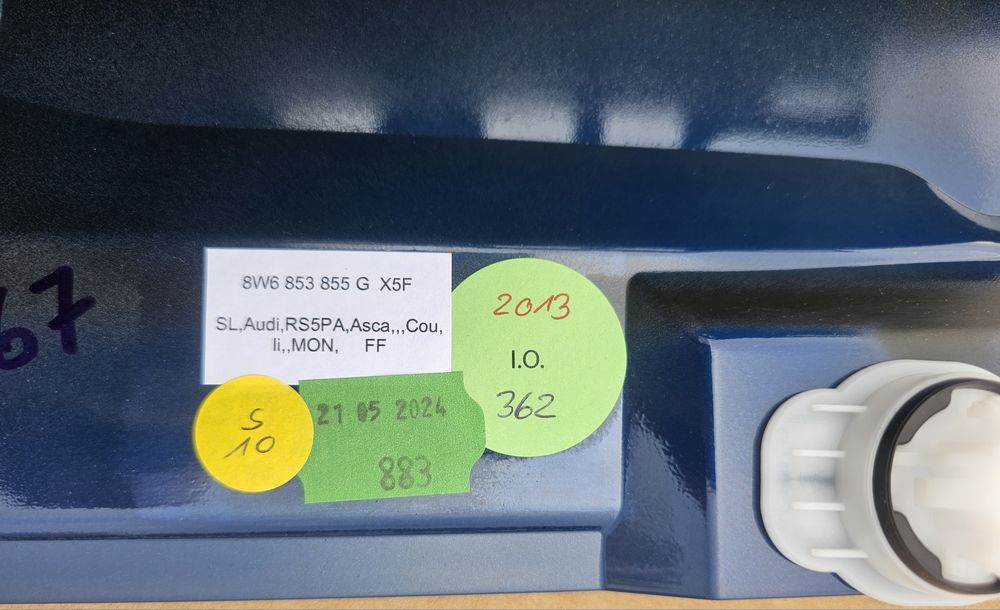 67
8W6 853 855 G X5F
SL,Audi,RS5PA,Asca,,,Cou,
li,,MON, FF
2013
I.O.
362
S
10
21 05 2024
883